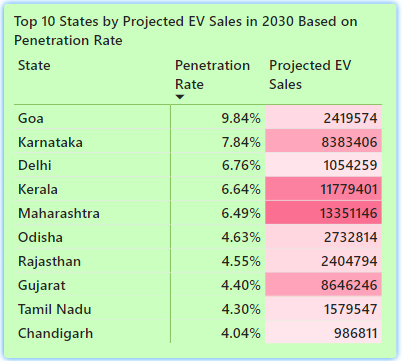 Top 10 States by Projected EV Sales in 2030 Based on
Penetration Rate
State Penetration Rate Projected EV Sales
Goa 9.84% 2419574
Karnataka 7.84% 8383406
Delhi 6.76% 1054259
Kerala 6.64% 11779401
Maharashtra 6.49% 13351146
Odisha 4.63% 2732814
Rajasthan 4.55% 2404794
Gujarat 4.40% 8646246
Tamil Nadu 4.30% 1579547
Chandigarh 4.04% 986811